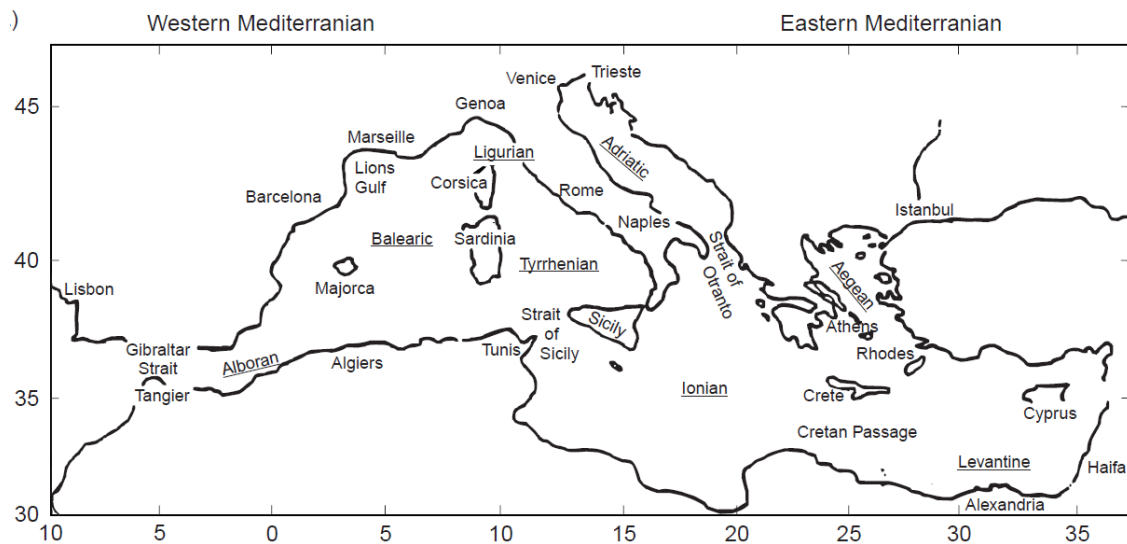 .)
Western Mediterranian
Eastern Mediterranian
Venice
Trieste
45
Genoa
Marseille
Ligurian
Adriatic
Lions
Gulf
Corsica
Barcelona
Rome
Istanbul
Naples
Balearic
Sardinia
Strait of
Otranto
40
Tyrrhenian
Aegean
Lisbon
Majorca
Strait
of
Sicily
Sicily
Athens
Gibraltar
Strait
Alboran
Algiers
Tunis
Rhodes
35
Tangier
Ionian
Crete
Cyprus
Cretan Passage
Levantine
Haifa
Alexandria
30
10
5
0
5
10
15
20
25
30
35